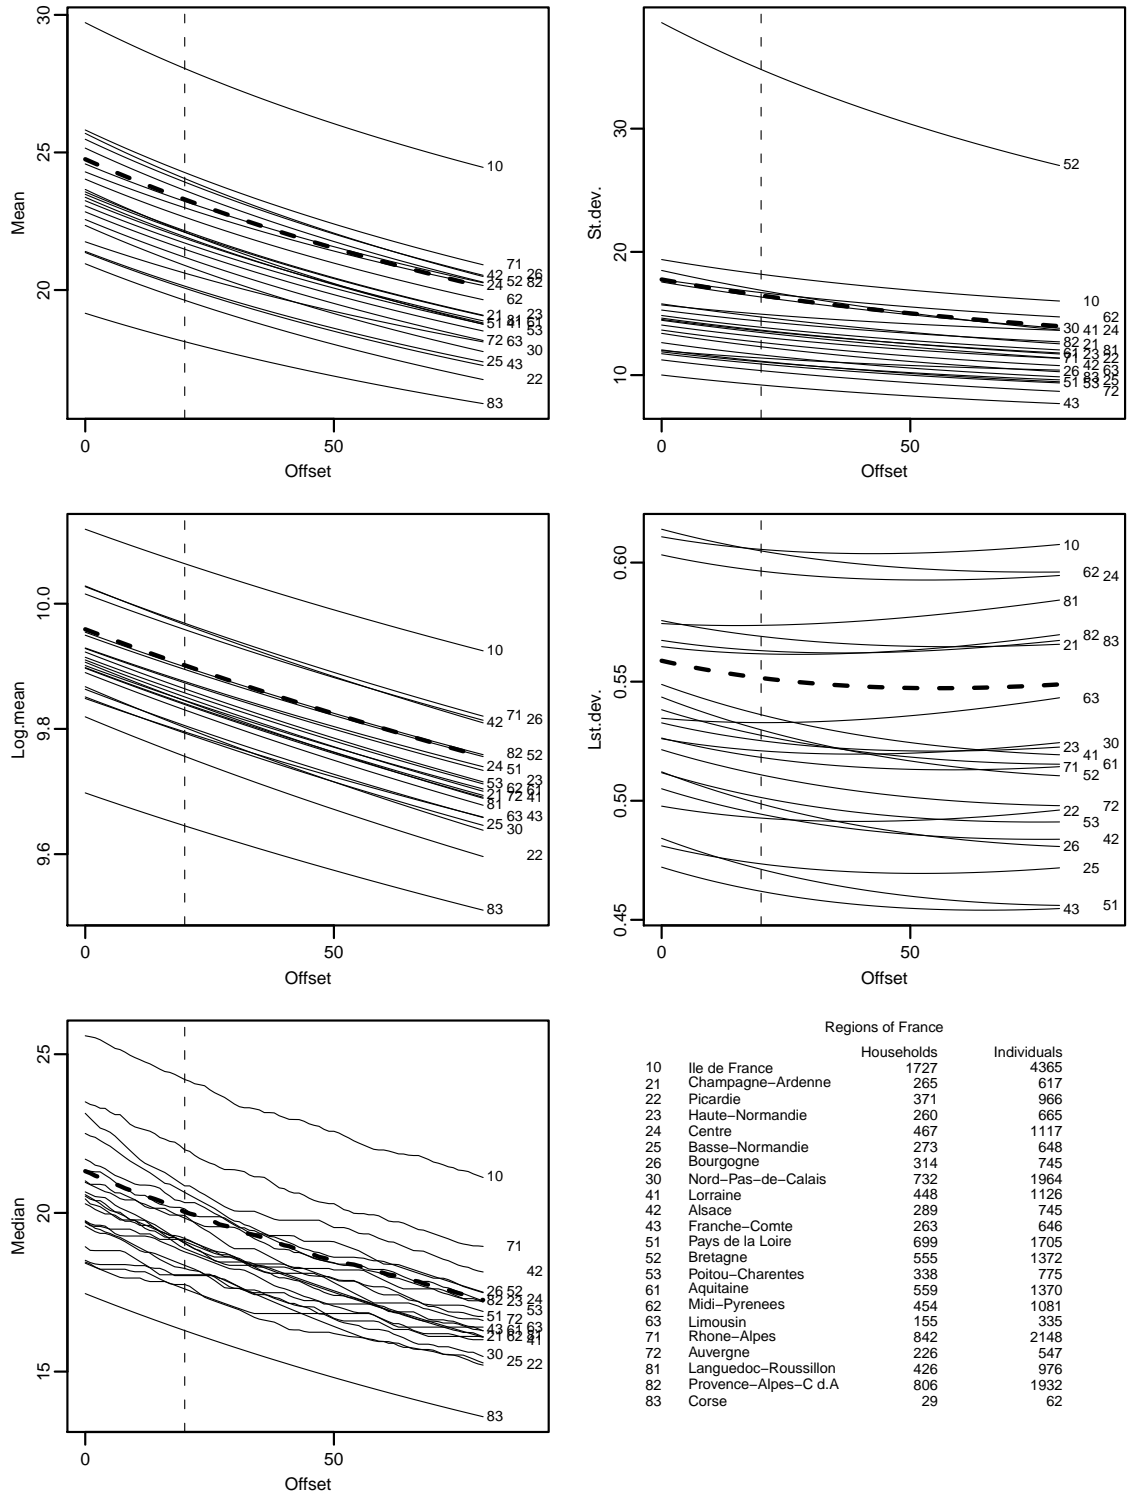 30
25
20
Mean
10
71
42 26
24 52 82
62
21 23
51 41 61
53
72 63
30
25 43
22
83
0 50
Offset
30
20
10
St.dev.
52
10
62
30 41 24
82 21
61 23 81
71 22
42
26 63
83 25
51 53
72
43
0 50
Offset
10.0
9.8
9.6
Log.mean
10
71 26
42
82 52
24 51
53 23
62 61
21 72 41
81
63 43
25 30
22
83
0 50
Offset
0.60
0.55
0.50
0.45
Lst.dev.
10
62 24
81
82 83
21
63
30
23 41
71 61
52
72
22
53
42
26
25
51
43
0 50
Offset
25
20
15
Median
10
71
42
26 52
82 23 24
53
51 72
43 61 63
21 62 81
41
30
25 22
83
0 50
Offset
Regions of France
Households Individuals
10 Ile de France 1727 4365
21 Champagne−Ardenne 265 617
22 Picardie 371 966
23 Haute−Normandie 260 665
24 Centre 467 1117
25 Basse−Normandie 273 648
26 Bourgogne 314 745
30 Nord−Pas−de−Calais 732 1964
41 Lorraine 448 1126
42 Alsace 289 745
43 Franche−Comte 263 646
51 Pays de la Loire 699 1705
52 Bretagne 555 1372
53 Poitou−Charentes 338 775
61 Aquitaine 559 1370
62 Midi−Pyrenees 454 1081
63 Limousin 155 335
71 Rhone−Alpes 842 2148
72 Auvergne 226 547
81 Languedoc−Roussillon 426 976
82 Provence−Alpes−C d.A 806 1932
83 Corse 29 62